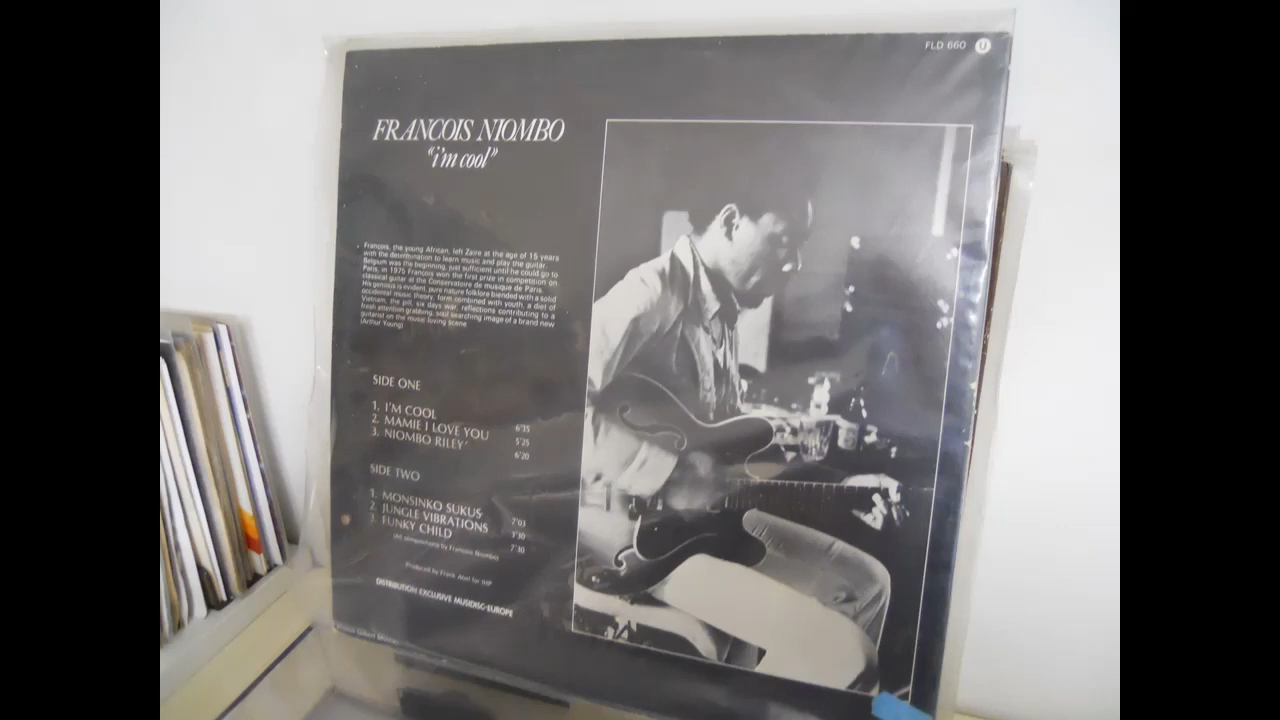 FLD 660 U
FRANCOIS NIOMBO
"i'm cool"
Francois, the young African, left Zaire at the age of 15 years
with the determination to learn music and play the guitar.
Belgium was the beginning, just sufficient until he could go to
Paris, in 1975 Francois won the first prize in competition on
classical guitar at the Conservatoire de musique de Paris.
His genious is evident, pure nature folklore blended with a solid
occidental music theory, form combined with youth, a diet of
Vietnam, the pill, six days war, reflections contributing to a
fresh attention grabbing, soul searching image of a brand new
guitarist on the music loving scene
(Arthur Young)
SIDE ONE
1. I'M COOL 6'35
2. MAMIE I LOVE YOU 5'25
3. NIOMBO RILEY' 6'20
SIDE TWO
1. MONSINKO SUKUS 7'03
2. JUNGLE VIBRATIONS 3'30
3. FUNKY CHILD 7'30
(All compositions by Francois Niombo)
Produced by Frank Abel for
DISTRIBUTION EXCLUSIVE MUSIDISC-EUROPE